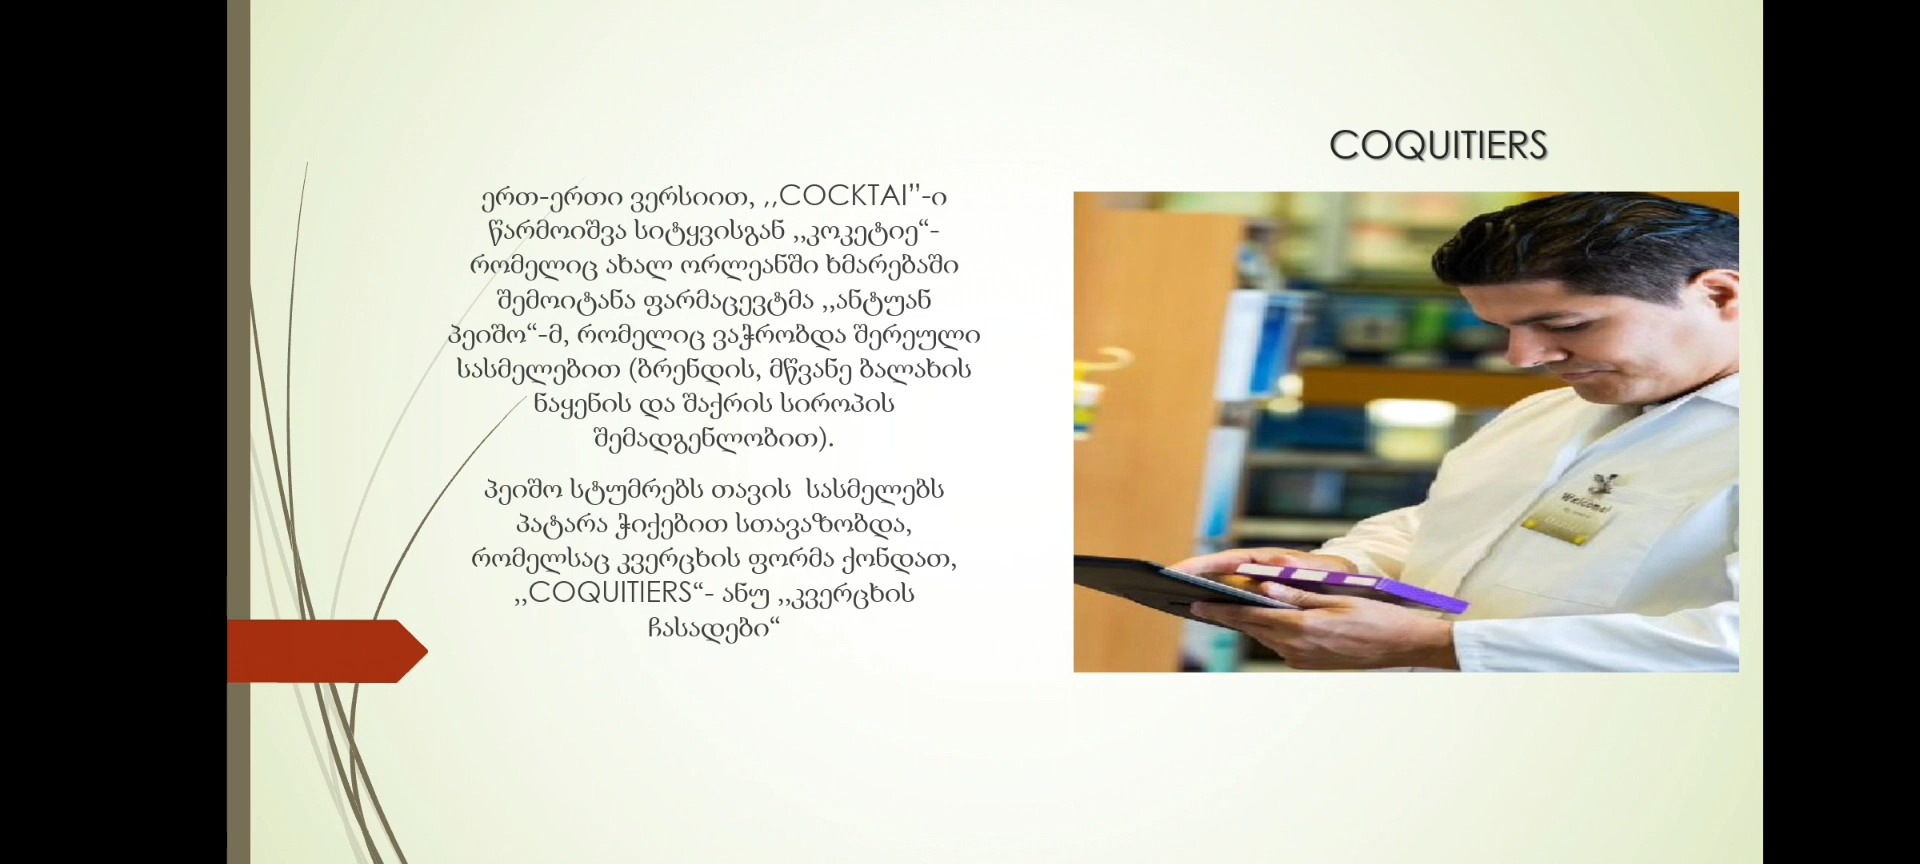 COQUITIERS
ერთ-ერთი ვერსიით, ,,COCKTAI”-ი
წარმოიშვა სიტყვისგან ,,კოკეტიე“-
რომელიც ახალ ორლეანში ხმარებაში
შემოიტანა ფარმაცევტმა ,,ანტუან
პეიშო“-მ, რომელიც ვაჭრობდა შერეული
სასმელებით (ბრენდის, მწვანე ბალახის
ნაყენის და შაქრის სიროპის
შემადგენლობით).
პეიშო სტუმრებს თავის სასმელებს
პატარა ჭიქებით სთავაზობდა,
რომელსაც კვერცხის ფორმა ქონდათ,
,,COQUITIERS“- ანუ ,,კვერცხის
ჩასადები“
Welcome!